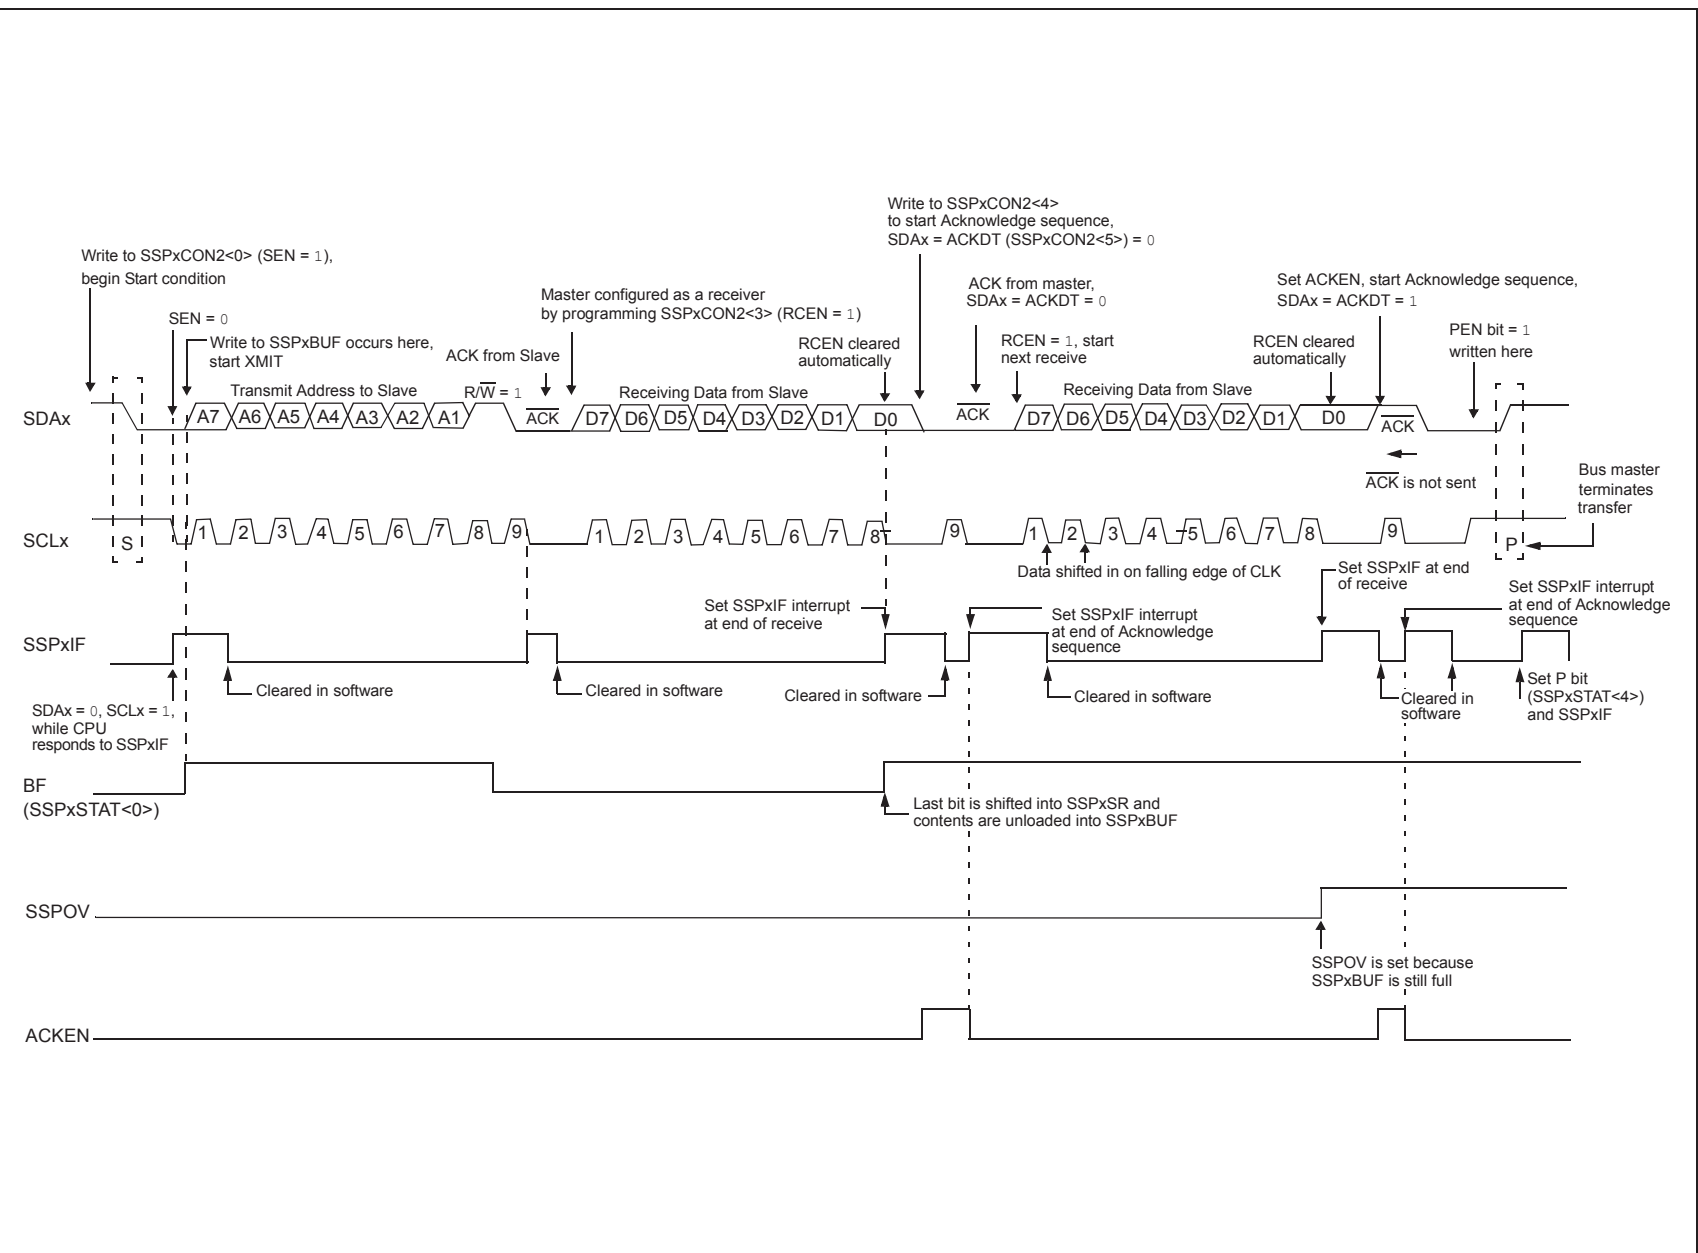 Write to SSPxCON2<4>
to start Acknowledge sequence,
SDAx = ACKDT (SSPxCON2<5>) = 0
Write to SSPxCON2<0> (SEN = 1),
begin Start condition
ACK from master,
SDAx = ACKDT = 0
Set ACKEN, start Acknowledge sequence,
SDAx = ACKDT = 1
Master configured as a receiver
by programming SSPxCON2<3> (RCEN = 1)
SEN = 0
Write to SSPxBUF occurs here,
start XMIT
ACK from Slave
RCEN cleared
automatically
RCEN = 1, start
next receive
RCEN cleared
automatically
PEN bit = 1
written here
Transmit Address to Slave
R/W = 1
Receiving Data from Slave
Receiving Data from Slave
SDAx
A7 A6 A5 A4 A3 A2 A1 ACK D7 D6 D5 D4 D3 D2 D1 D0 ACK D7 D6 D5 D4 D3 D2 D1 D0 ACK
ACK is not sent
Bus master
terminates
transfer
SCLx
S 1 2 3 4 5 6 7 8 9 1 2 3 4 5 6 7 8 9 1 2 3 4 5 6 7 8 9 P
Data shifted in on falling edge of CLK
Set SSPxIF at end
of receive
Set SSPxIF interrupt
at end of receive
Set SSPxIF interrupt
at end of Acknowledge
sequence
Set SSPxIF interrupt
at end of Acknowledge
sequence
SSPxIF
Cleared in software
Cleared in software
Cleared in software
Cleared in software
Cleared in
software
Set P bit
(SSPxSTAT<4>)
and SSPxIF
SDAx = 0, SCLx = 1,
while CPU
responds to SSPxIF
BF
(SSPxSTAT<0>)
Last bit is shifted into SSPxSR and
contents are unloaded into SSPxBUF
SSPOV
SSPOV is set because
SSPxBUF is still full
ACKEN